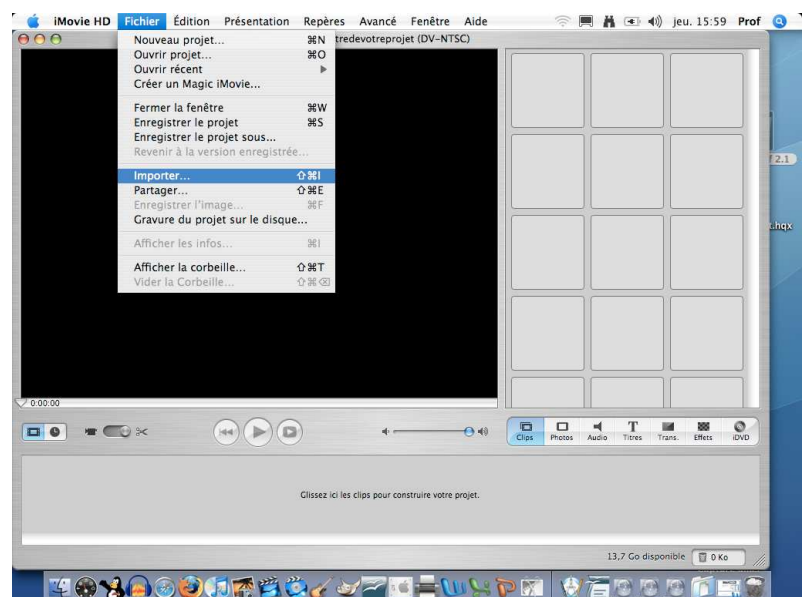 iMovie HD Fichier Édition Présentation Repères Avancé Fenêtre Aide jeu. 15:59 Prof
tredevotreprojet (DV-NTSC)
Nouveau projet... ⌘N
Ouvrir projet... ⌘O
Ouvrir récent ▶
Créer un Magic iMovie...
Fermer la fenêtre ⌘W
Enregistrer le projet ⌘S
Enregistrer le projet sous...
Revenir à la version enregistrée...
Importer... ⇧⌘I
Partager... ⇧⌘E
Enregistrer l'image... ⌘F
Gravure du projet sur le disque...
Afficher les infos... ⌘I
Afficher la corbeille... ⇧⌘T
Vider la Corbeille... ⇧⌘⌫
2.1
t.hqx
0:00:00
Clips Photos Audio Titres Trans. Effets iDVD
Glissez ici les clips pour construire votre projet.
13,7 Go disponible 0 Ko